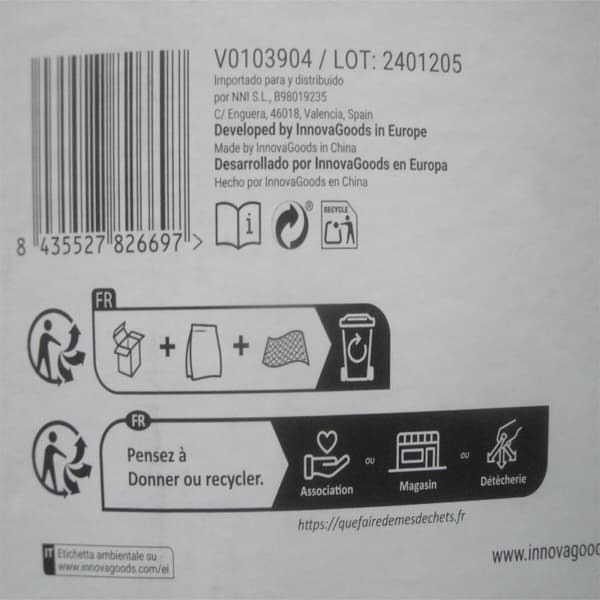 V0103904 / LOT: 2401205
Importado para y distribuido
por NNI S.L., B98019235
C/ Enguera, 46018, Valencia, Spain
Developed by InnovaGoods in Europe
Made by InnovaGoods in China
Desarrollado por InnovaGoods en Europa
Hecho por InnovaGoods en China
8 435527 826697 >
i
®
RECYCLE
FR
+ +
FR
Pensez à
Donner ou recycler.
Association
ou
Magasin
ou
Détècherie
https://quefairedemesdechets.fr
IT Etichetta ambientale su
www.innovagoods.com/ei
www.innovagooc